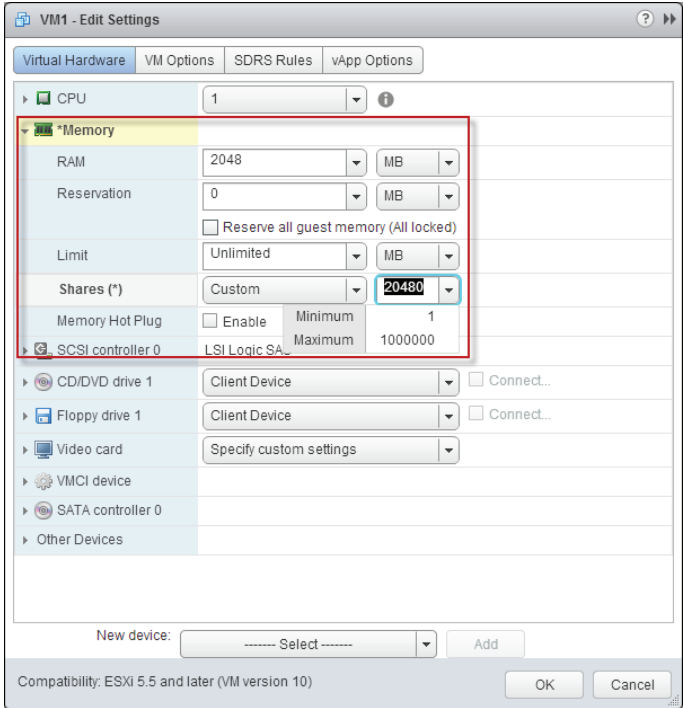 VM1 - Edit Settings
Virtual Hardware VM Options SDRS Rules vApp Options
CPU 1
*Memory
RAM 2048 MB
Reservation 0 MB
Reserve all guest memory (All locked)
Limit Unlimited MB
Shares (*) Custom 20480
Memory Hot Plug Enable Minimum 1
Maximum 1000000
SCSI controller 0 LSI Logic
CD/DVD drive 1 Client Device Connect...
Floppy drive 1 Client Device Connect...
Video card Specify custom settings
VMCI device
SATA controller 0
Other Devices
New device: ------- Select ------- Add
Compatibility: ESXi 5.5 and later (VM version 10) OK Cancel